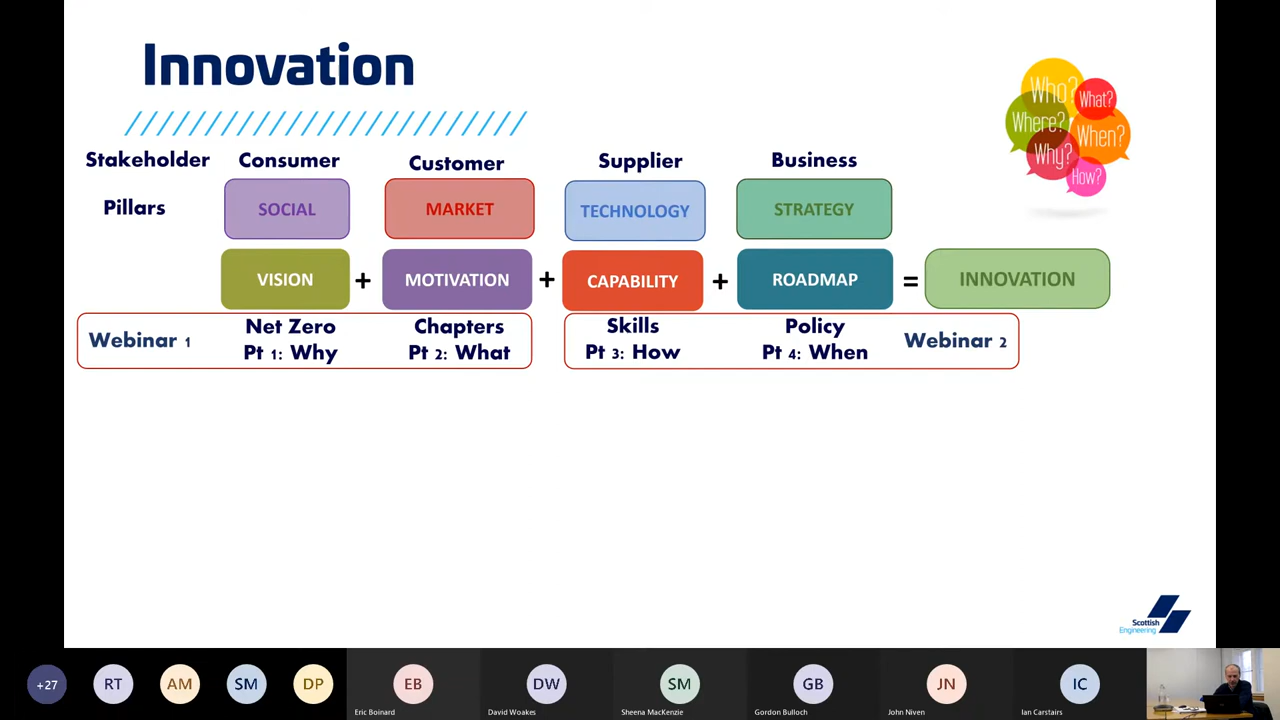 Innovation
Who?
What?
Where?
When?
Why?
How?
Stakeholder Consumer Customer Supplier Business
Pillars SOCIAL MARKET TECHNOLOGY STRATEGY
VISION + MOTIVATION + CAPABILITY + ROADMAP = INNOVATION
Webinar 1
Net Zero
Pt 1: Why
Chapters
Pt 2: What
Skills
Pt 3: How
Policy
Pt 4: When
Webinar 2
Scottish
Engineering
+27 RT AM SM DP EB DW SM GB JN IC
Eric Boinard David Woakes Sheena MacKenzie Gordon Bulloch John Niven Ian Carstairs